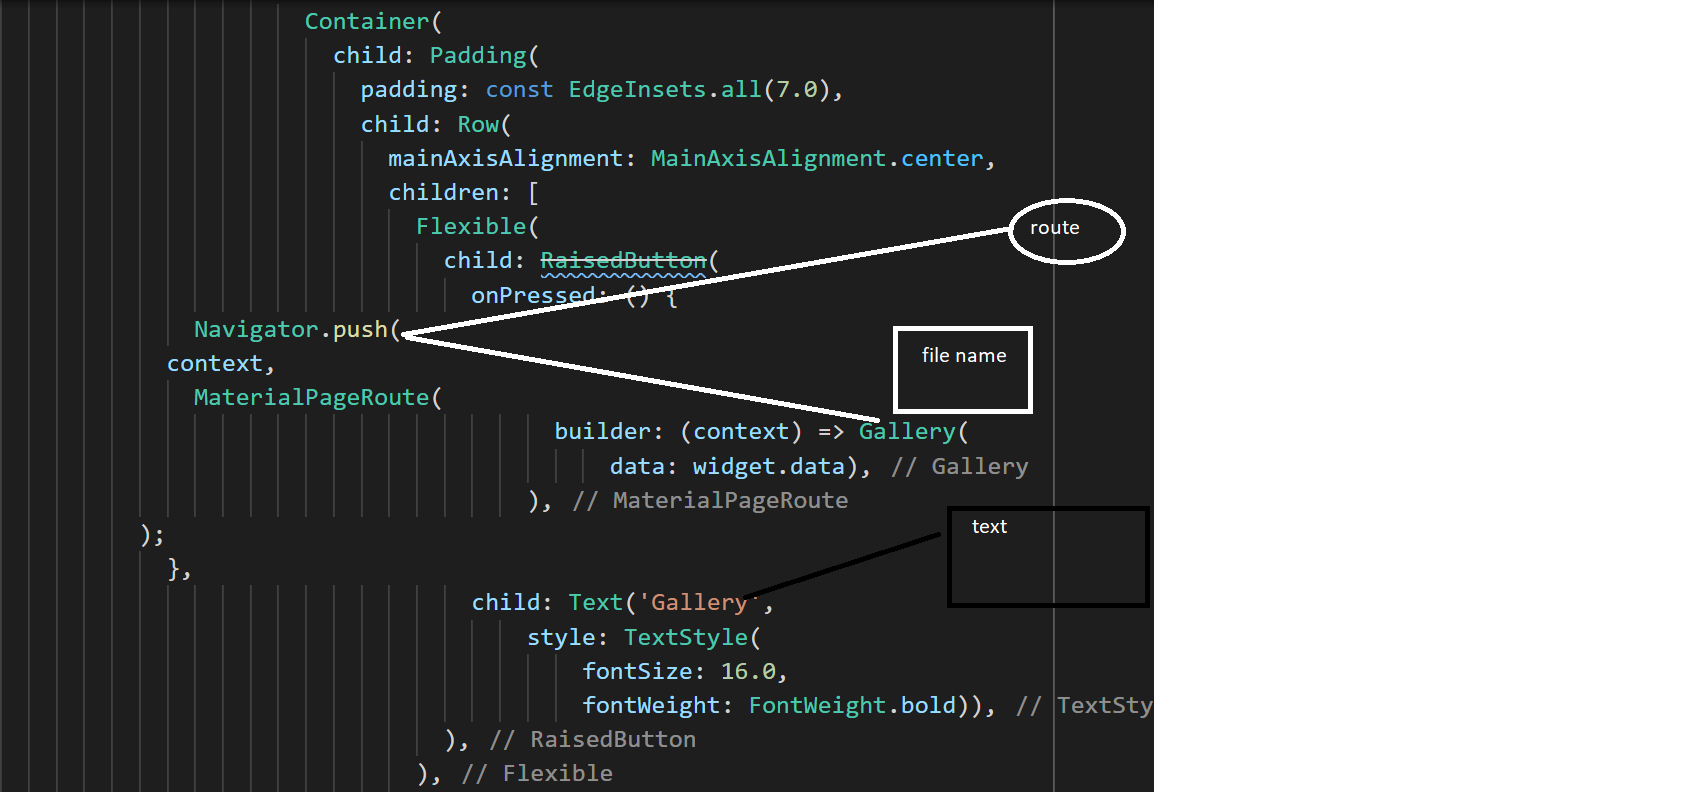 Container(
child: Padding(
padding: const EdgeInsets.all(7.0),
child: Row(
mainAxisAlignment: MainAxisAlignment.center,
children: [
Flexible(
route
child: RaisedButton(
onPressed: () {
Navigator.push(
file name
context,
MaterialPageRoute(
builder: (context) => Gallery(
data: widget.data), // Gallery
), // MaterialPageRoute
text
);
},
child: Text('Gallery',
style: TextStyle(
fontSize: 16.0,
fontWeight: FontWeight.bold)), // TextSty
), // RaisedButton
), // Flexible